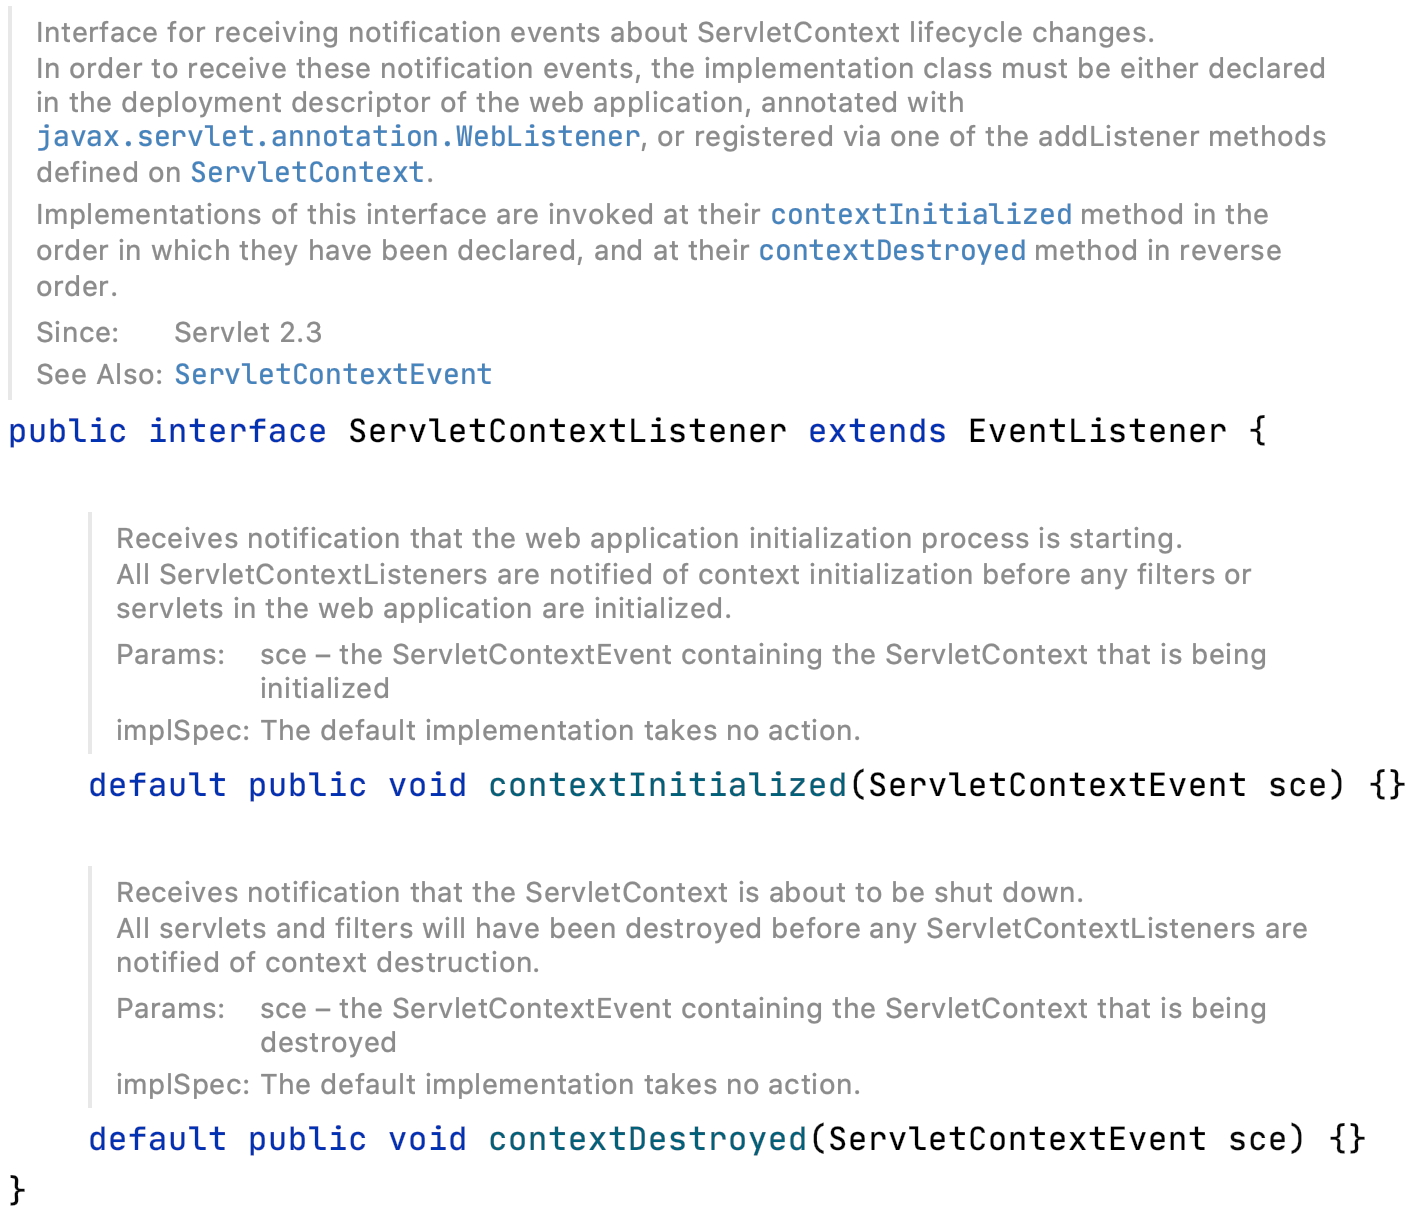 Interface for receiving notification events about ServletContext lifecycle changes.
In order to receive these notification events, the implementation class must be either declared
in the deployment descriptor of the web application, annotated with
javax.servlet.annotation.WebListener, or registered via one of the addListener methods
defined on ServletContext.
Implementations of this interface are invoked at their contextInitialized method in the
order in which they have been declared, and at their contextDestroyed method in reverse
order.
Since: Servlet 2.3
See Also: ServletContextEvent
public interface ServletContextListener extends EventListener {
Receives notification that the web application initialization process is starting.
All ServletContextListeners are notified of context initialization before any filters or
servlets in the web application are initialized.
Params: sce – the ServletContextEvent containing the ServletContext that is being
initialized
implSpec: The default implementation takes no action.
default public void contextInitialized(ServletContextEvent sce) {}
Receives notification that the ServletContext is about to be shut down.
All servlets and filters will have been destroyed before any ServletContextListeners are
notified of context destruction.
Params: sce – the ServletContextEvent containing the ServletContext that is being
destroyed
implSpec: The default implementation takes no action.
default public void contextDestroyed(ServletContextEvent sce) {}
}